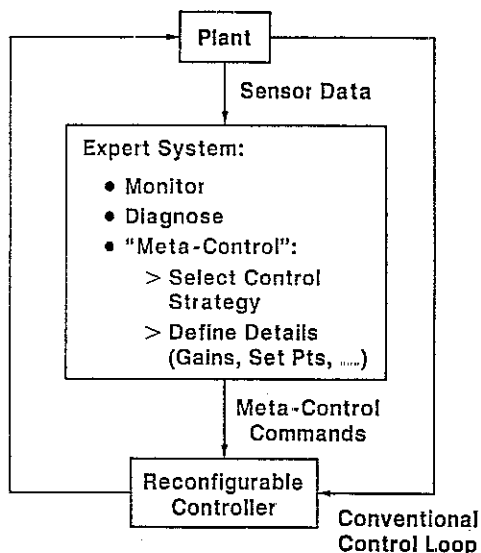 Plant
Sensor Data
Expert System:
• Monitor
• Diagnose
• "Meta-Control":
> Select Control
Strategy
> Define Details
(Gains, Set Pts, .....)
Meta-Control
Commands
Reconfigurable
Controller
Conventional
Control Loop